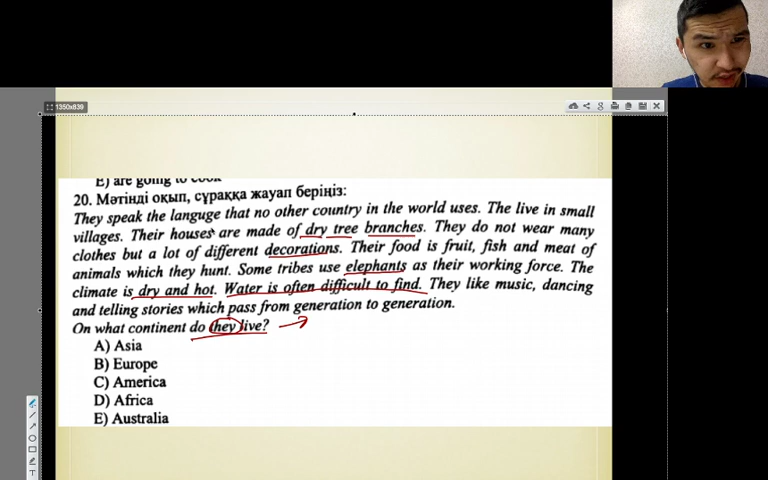 1350x839
E) are going to cook
20. Мәтінді оқып, сұраққа жауап беріңіз:
They speak the languge that no other country in the world uses. The live in small
villages. Their houses are made of dry tree branches. They do not wear many
clothes but a lot of different decorations. Their food is fruit, fish and meat of
animals which they hunt. Some tribes use elephants as their working force. The
climate is dry and hot. Water is often difficult to find. They like music, dancing
and telling stories which pass from generation to generation.
On what continent do they live?
A) Asia
B) Europe
C) America
D) Africa
E) Australia